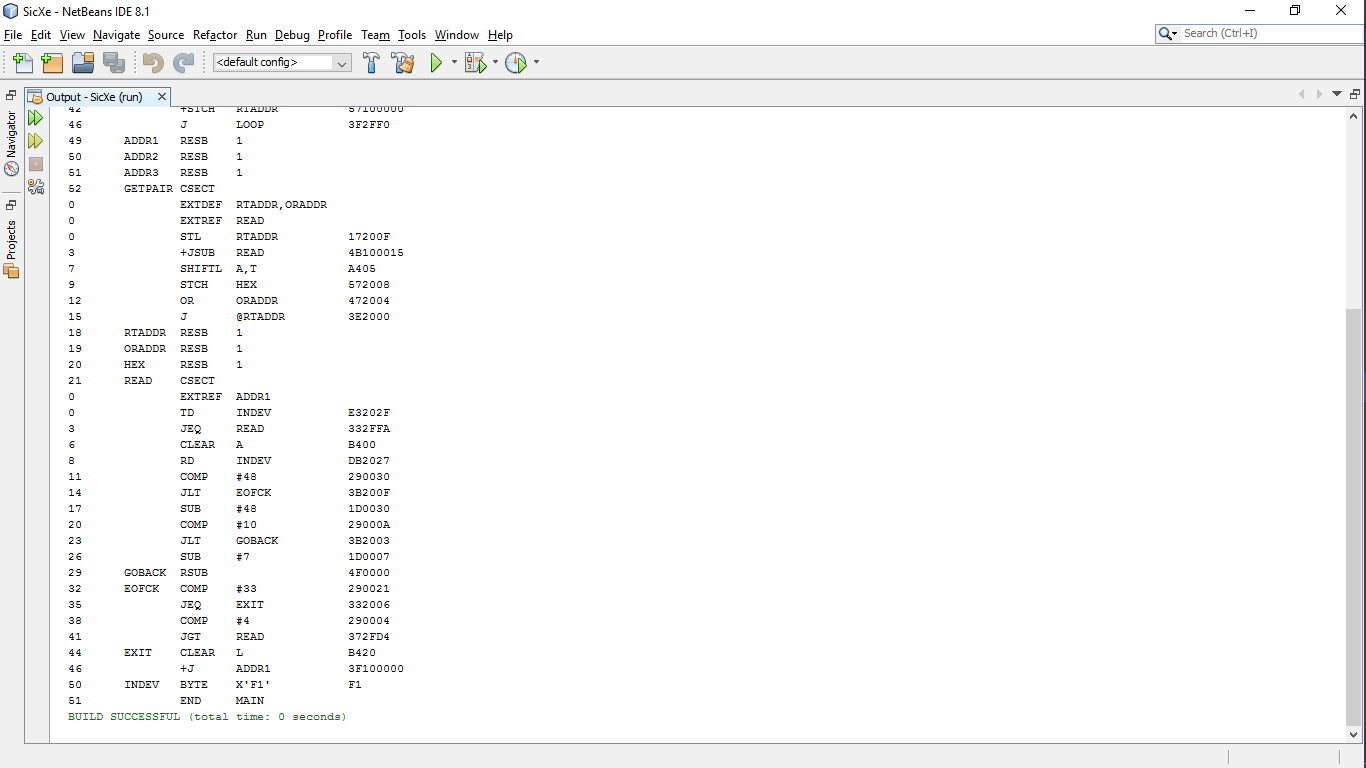 SicXe - NetBeans IDE 8.1
File Edit View Navigate Source Refactor Run Debug Profile Team Tools Window Help
Search (Ctrl+I)
<default config>
Output - SicXe (run)
Navigator
Projects
42 +STCH RTADDR 57100000
46 J LOOP 3F2FF0
49 ADDR1 RESB 1
50 ADDR2 RESB 1
51 ADDR3 RESB 1
52 GETPAIR CSECT
0 EXTDEF RTADDR,ORADDR
0 EXTREF READ
0 STL RTADDR 17200F
3 +JSUB READ 4B100015
7 SHIFTL A,T A405
9 STCH HEX 572008
12 OR ORADDR 472004
15 J @RTADDR 3E2000
18 RTADDR RESB 1
19 ORADDR RESB 1
20 HEX RESB 1
21 READ CSECT
0 EXTREF ADDR1
0 TD INDEV E3202F
3 JEQ READ 332FFA
6 CLEAR A B400
8 RD INDEV DB2027
11 COMP #48 290030
14 JLT EOFCK 3B200F
17 SUB #48 1D0030
20 COMP #10 29000A
23 JLT GOBACK 3B2003
26 SUB #7 1D0007
29 GOBACK RSUB 4F0000
32 EOFCK COMP #33 290021
35 JEQ EXIT 332006
38 COMP #4 290004
41 JGT READ 372FD4
44 EXIT CLEAR L B420
46 +J ADDR1 3F100000
50 INDEV BYTE X'F1' F1
51 END MAIN
BUILD SUCCESSFUL (total time: 0 seconds)